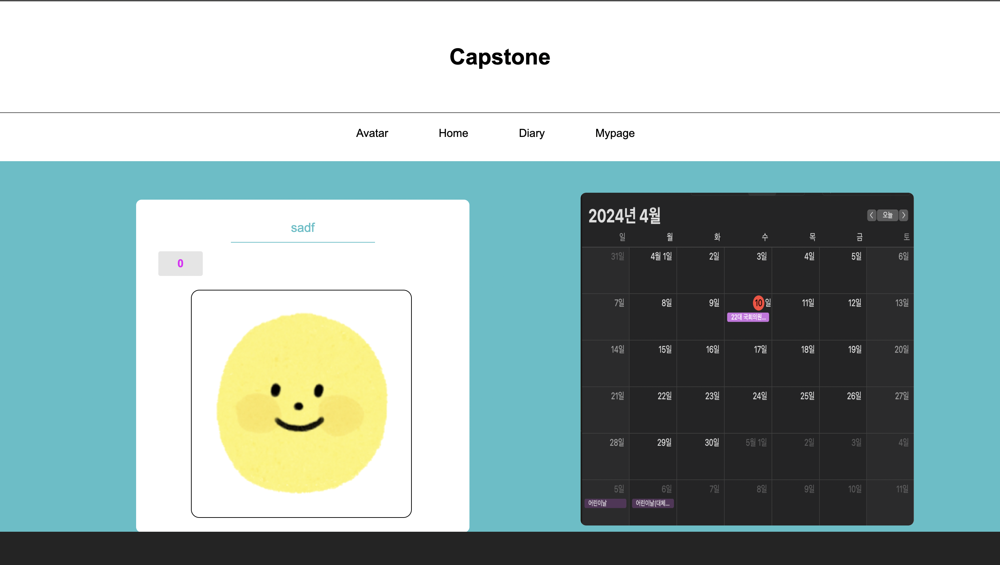 Capstone
Avatar Home Diary Mypage
sadf
0
2024년 4월
오늘
일 월 화 수 목 금 토
31일 4월 1일 2일 3일 4일 5일 6일
7일 8일 9일 10일 11일 12일 13일
22대 국회의원...
14일 15일 16일 17일 18일 19일 20일
21일 22일 23일 24일 25일 26일 27일
28일 29일 30일 5월 1일 2일 3일 4일
5일 6일 7일 8일 9일 10일 11일
어린이날 어린이날(대체...